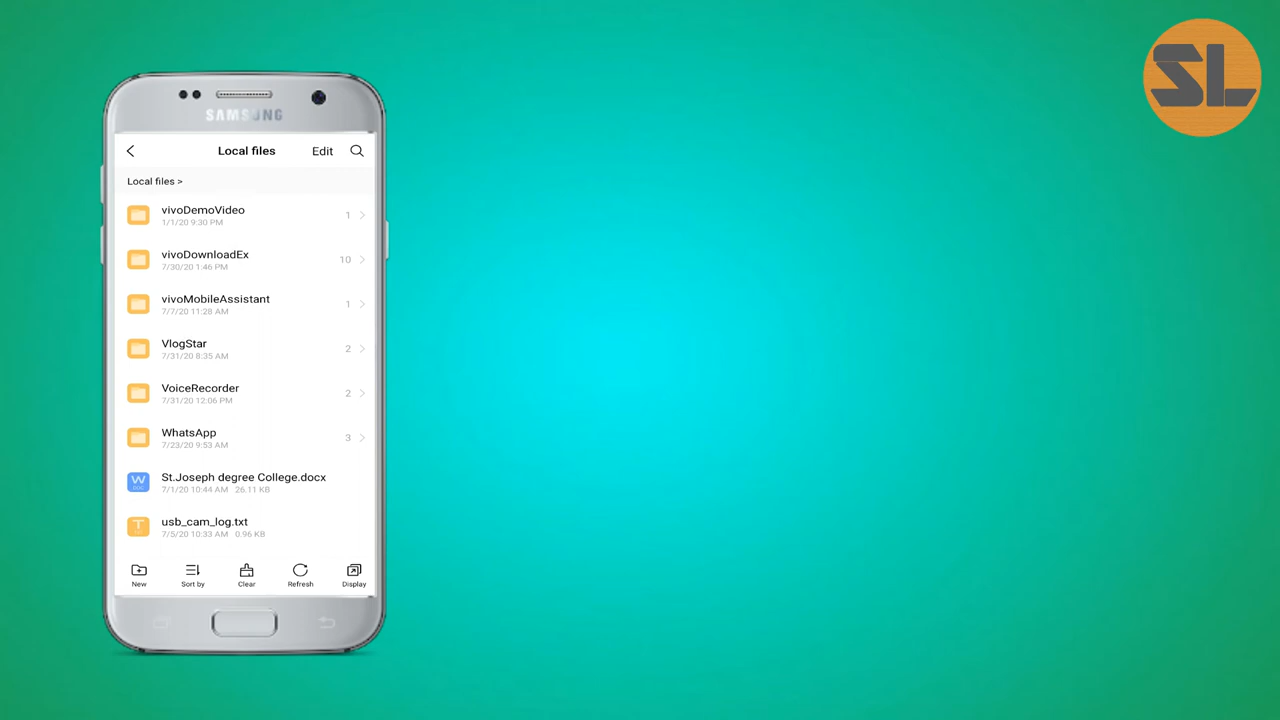 SL
SAMSUNG
Local files
Edit
Local files >
vivoDemoVideo
1/1/20 9:30 PM
1
vivoDownloadEx
7/30/20 1:46 PM
10
vivoMobileAssistant
7/7/20 11:28 AM
1
VlogStar
7/31/20 8:35 AM
2
VoiceRecorder
7/31/20 12:06 PM
2
WhatsApp
7/23/20 9:53 AM
3
W
DOC
St.Joseph degree College.docx
7/1/20 10:44 AM 26.11 KB
T
usb_cam_log.txt
7/5/20 10:33 AM 0.96 KB
New
Sort by
Clear
Refresh
Display